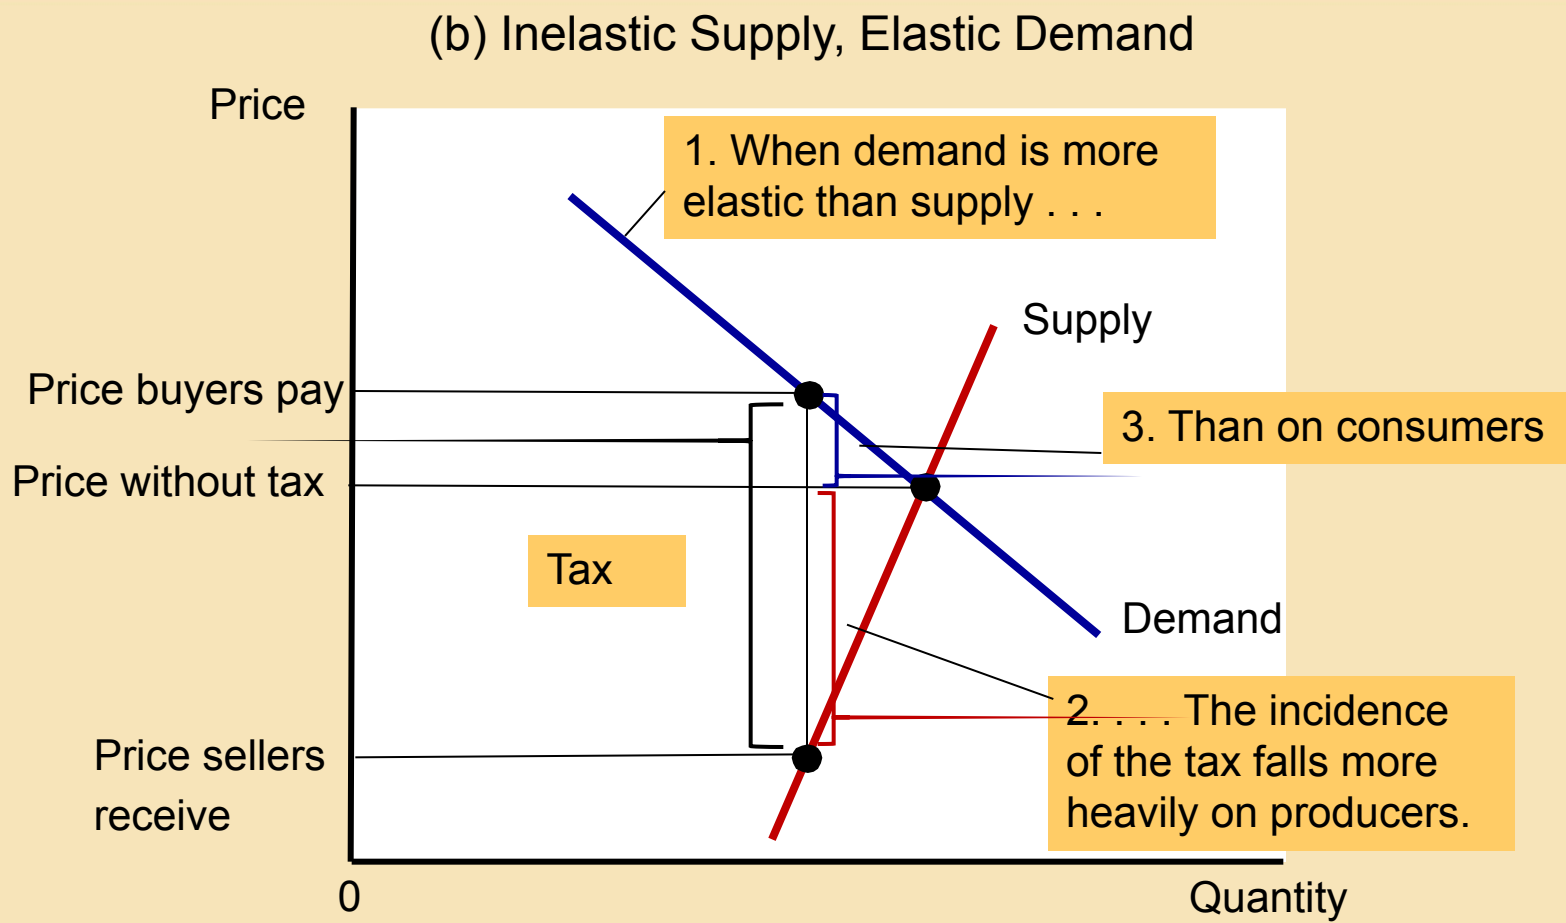 (b) Inelastic Supply, Elastic Demand
Price
1. When demand is more
elastic than supply . . .
Supply
Price buyers pay
3. Than on consumers
Price without tax
Tax
Demand
2. . . . The incidence
of the tax falls more
heavily on producers.
Price sellers
receive
0
Quantity